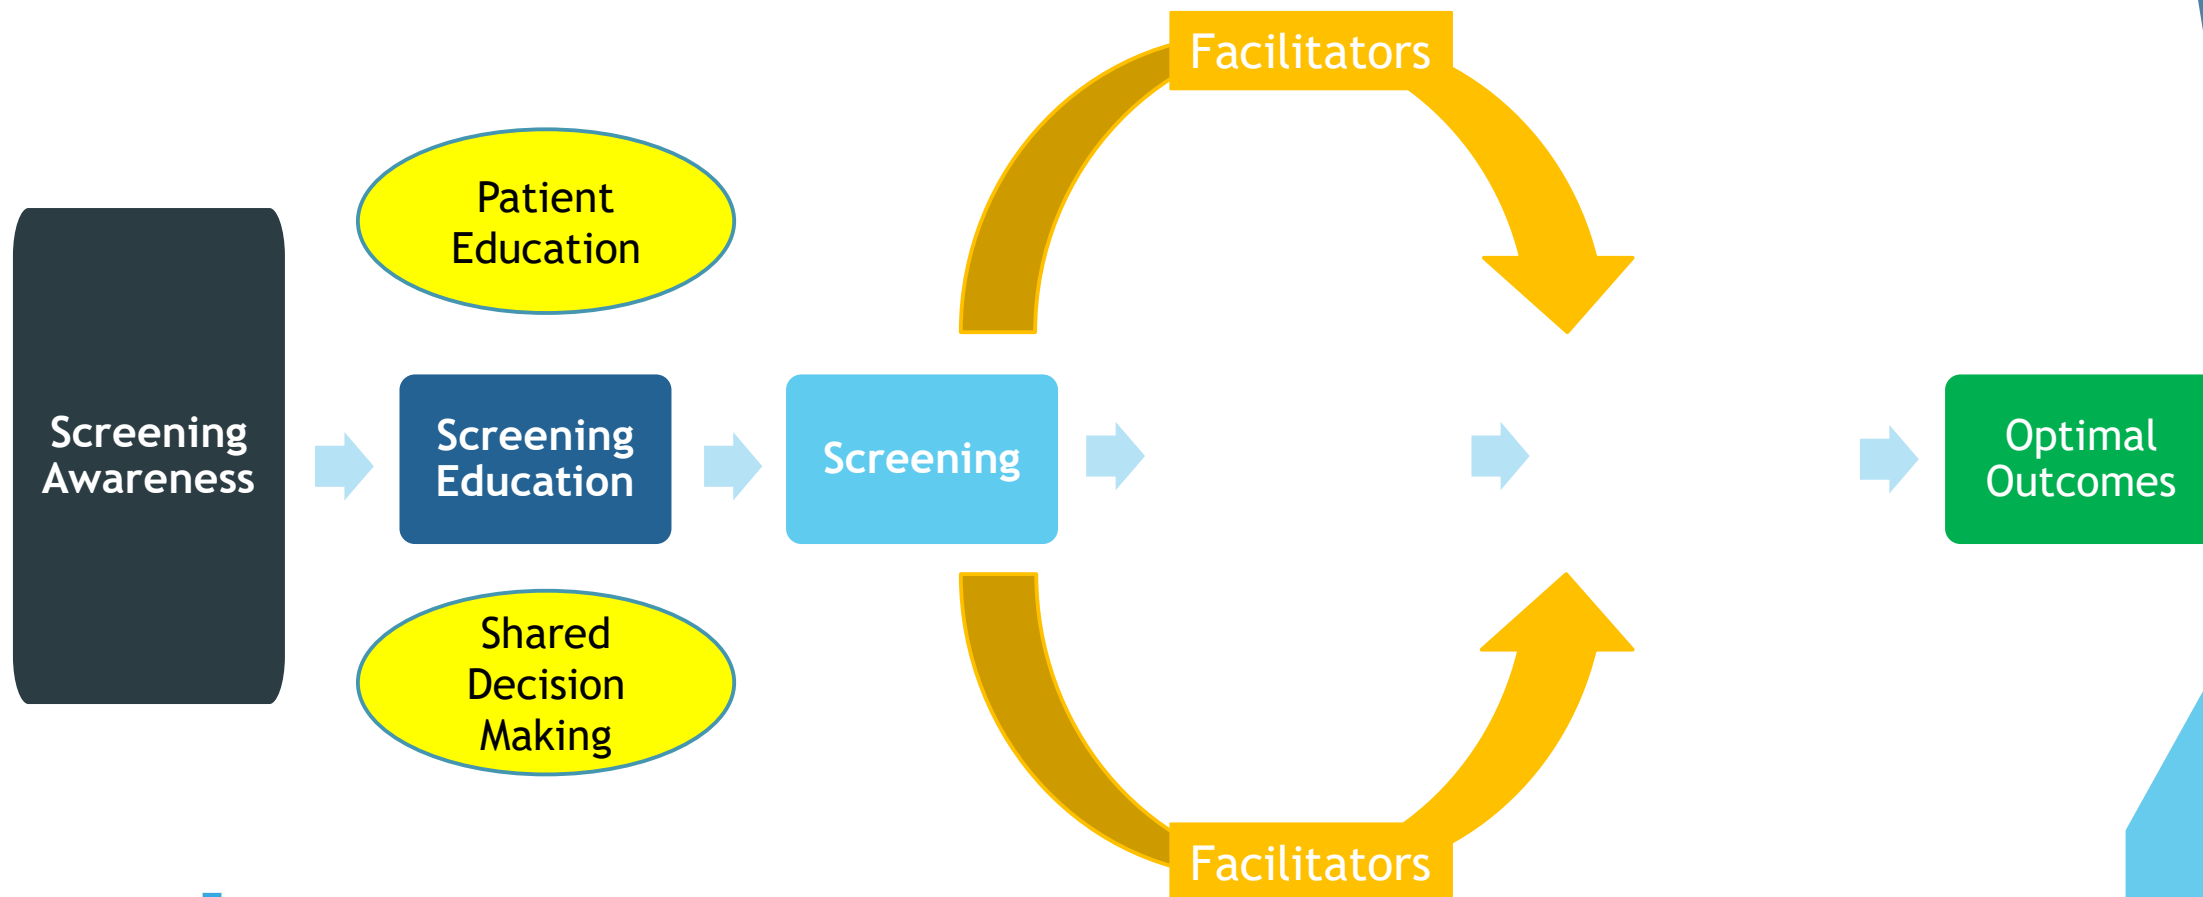 Facilitators
Patient
Education
Screening
Awareness
Screening
Education
Screening
Optimal
Outcomes
Shared
Decision
Making
Facilitators